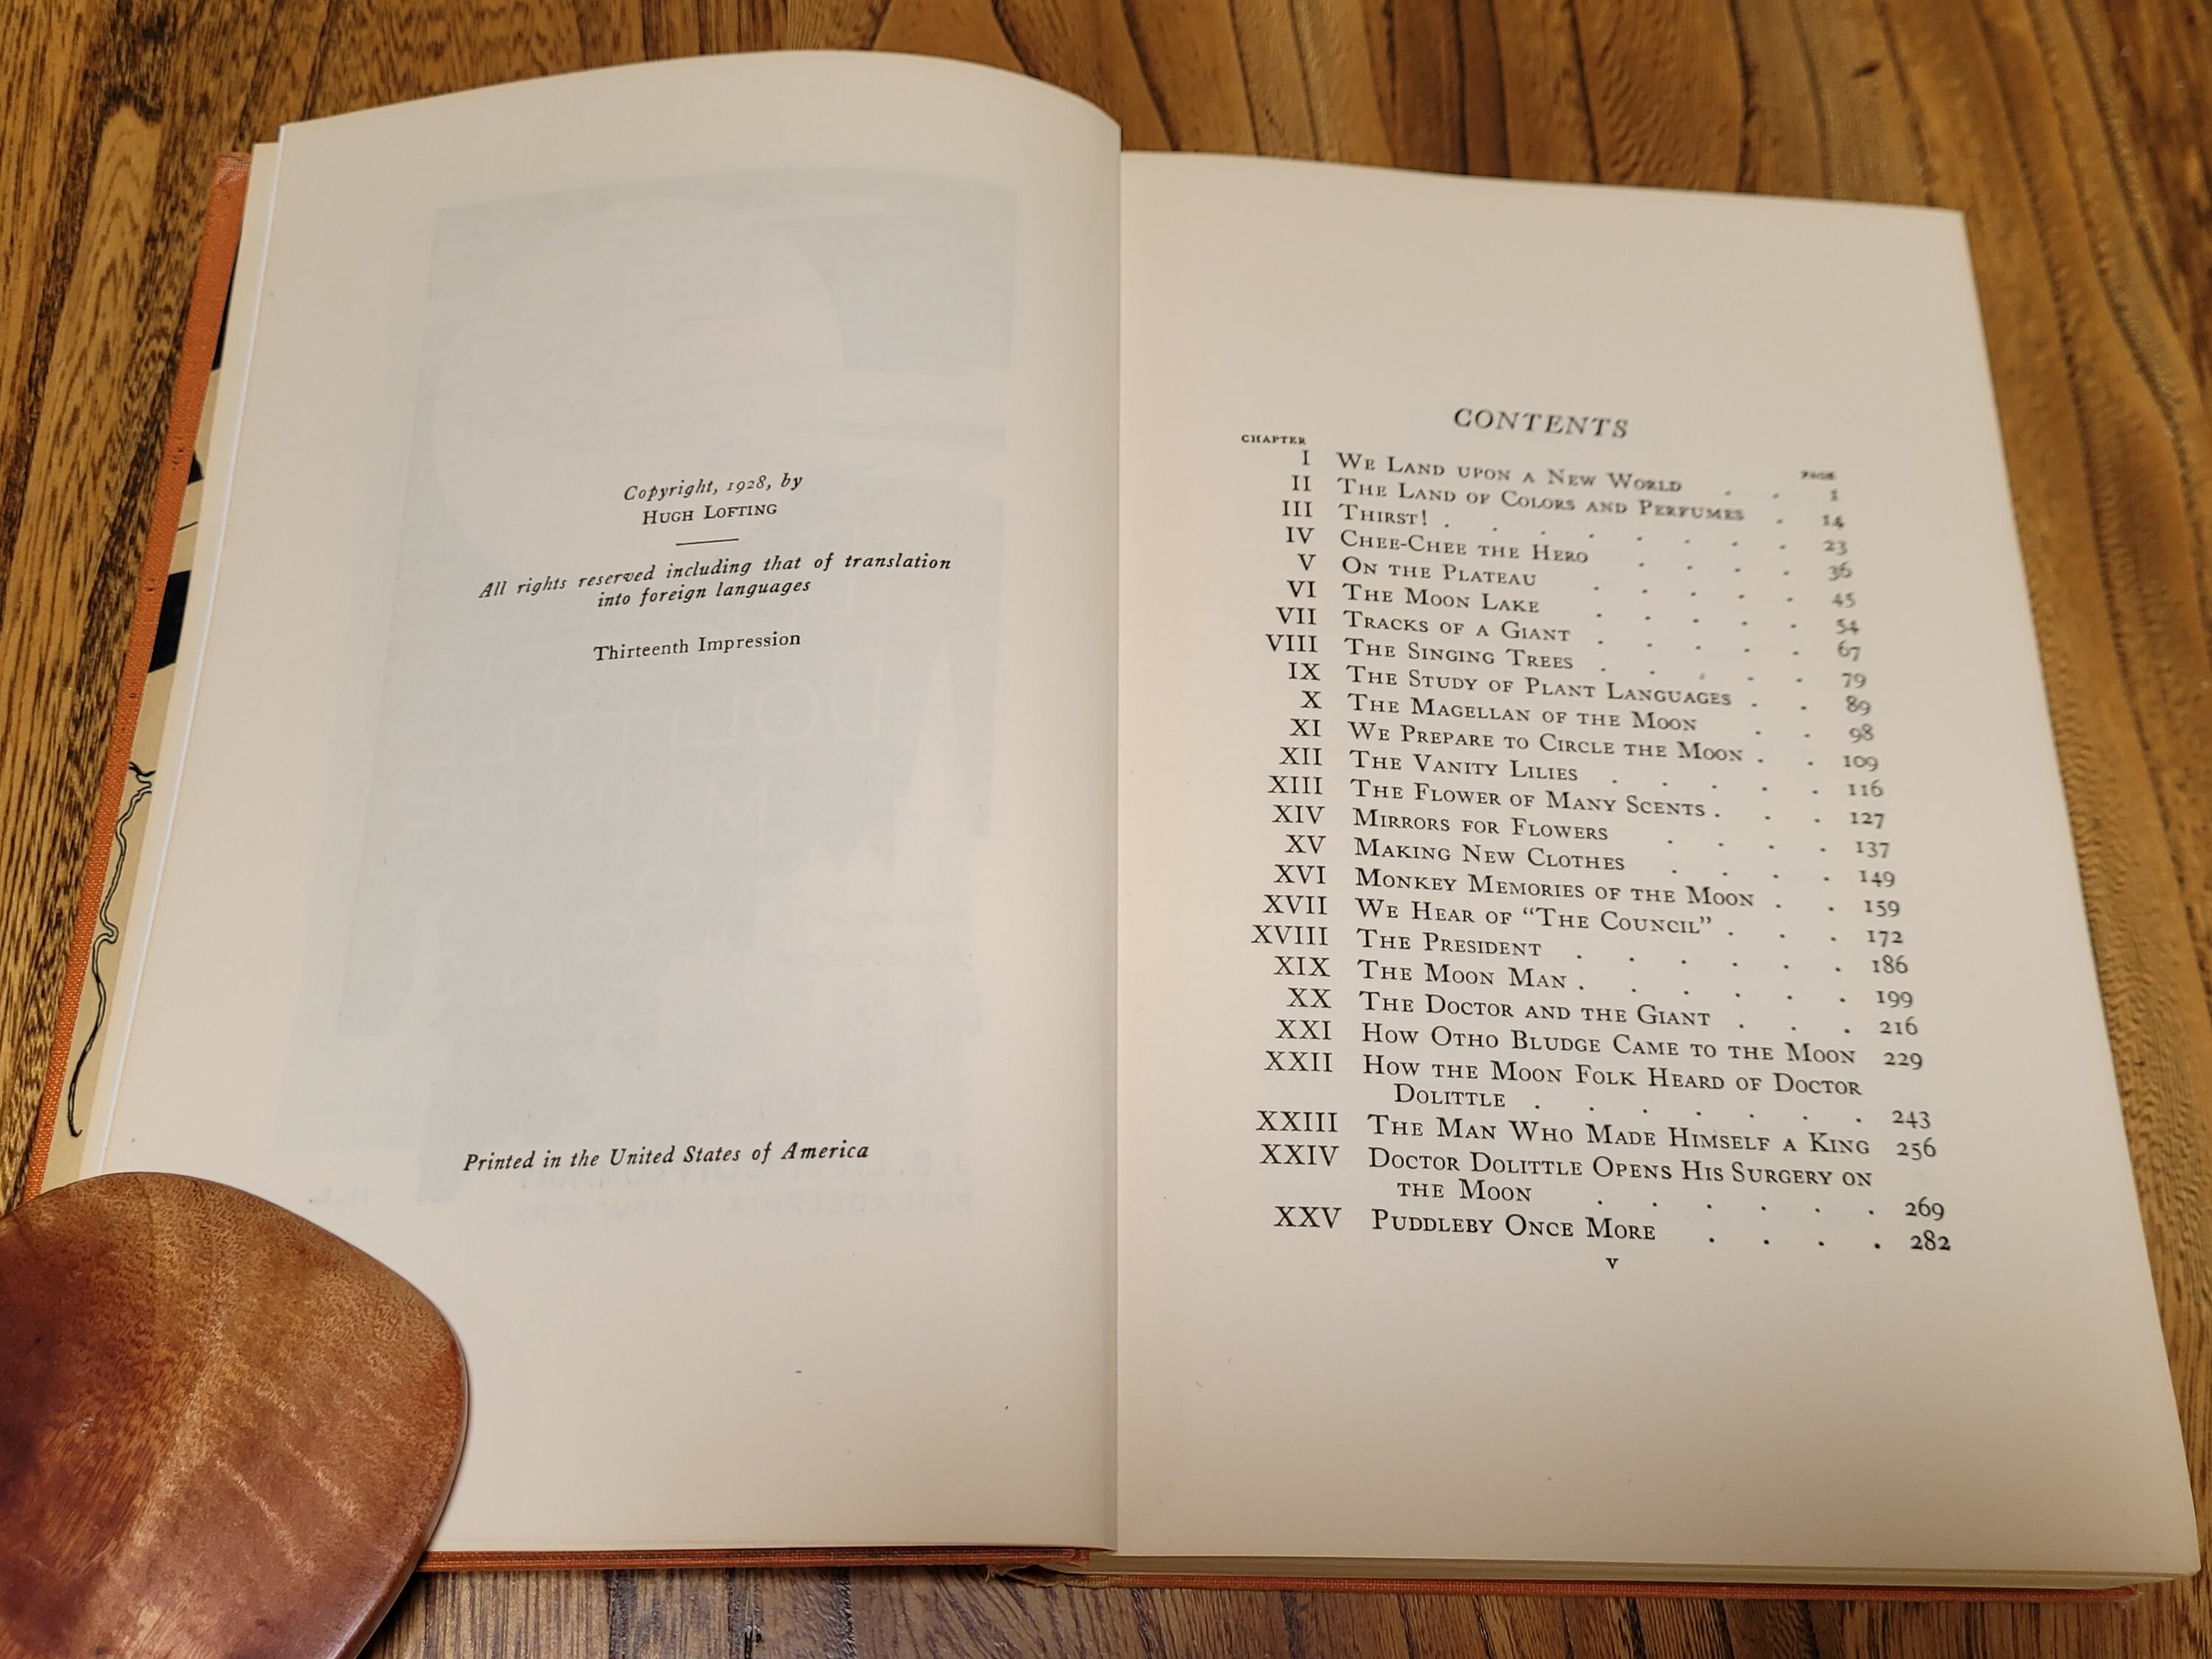 Copyright, 1928, by
HUGH LOFTING
All rights reserved including that of translation
into foreign languages
Thirteenth Impression
Printed in the United States of America
CONTENTS
CHAPTER PAGE
I WE LAND UPON A NEW WORLD . . 1
II THE LAND OF COLORS AND PERFUMES . 14
III THIRST! . . . . . . . 23
IV CHEE-CHEE THE HERO . . . . 36
V ON THE PLATEAU . . . . . 45
VI THE MOON LAKE . . . . . 54
VII TRACKS OF A GIANT . . . . . 67
VIII THE SINGING TREES . . . . . 79
IX THE STUDY OF PLANT LANGUAGES . . 89
X THE MAGELLAN OF THE MOON . . 98
XI WE PREPARE TO CIRCLE THE MOON . . 109
XII THE VANITY LILIES . . . . . 116
XIII THE FLOWER OF MANY SCENTS . . . 127
XIV MIRRORS FOR FLOWERS . . . . 137
XV MAKING NEW CLOTHES . . . . 149
XVI MONKEY MEMORIES OF THE MOON . . 159
XVII WE HEAR OF “THE COUNCIL” . . . 172
XVIII THE PRESIDENT . . . . . . 186
XIX THE MOON MAN . . . . . . 199
XX THE DOCTOR AND THE GIANT . . . 216
XXI HOW OTHO BLUDGE CAME TO THE MOON 229
XXII HOW THE MOON FOLK HEARD OF DOCTOR
DOLITTLE . . . . . . . 243
XXIII THE MAN WHO MADE HIMSELF A KING 256
XXIV DOCTOR DOLITTLE OPENS HIS SURGERY ON
THE MOON . . . . . . 269
XXV PUDDLEBY ONCE MORE . . . . 282
v